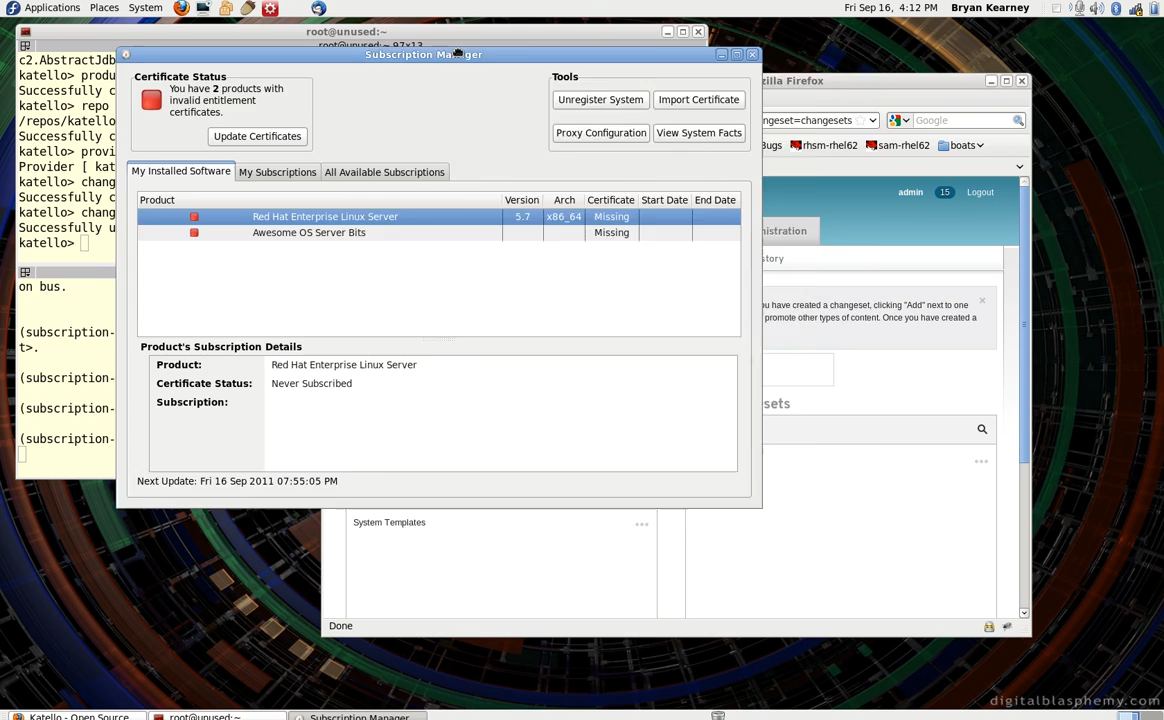 Applications Places System
Fri Sep 16, 4:12 PM Bryan Kearney
root@unused:~
root@unused:~ 97x13
c2.AbstractJdb
katello> produ
Successfully c
katello> repo
/repos/katello
Successfully c
katello> provi
Provider [ kat
katello> chang
Successfully c
katello> chang
Successfully u
katello>
on bus.
(subscription-
t>.
(subscription-
(subscription-
(subscription-
Subscription Manager
Certificate Status
You have 2 products with
invalid entitlement
certificates.
Update Certificates
Tools
Unregister System Import Certificate
Proxy Configuration View System Facts
My Installed Software My Subscriptions All Available Subscriptions
Product Version Arch Certificate Start Date End Date
Red Hat Enterprise Linux Server 5.7 x86_64 Missing
Awesome OS Server Bits Missing
Product's Subscription Details
Product: Red Hat Enterprise Linux Server
Certificate Status: Never Subscribed
Subscription:
Next Update: Fri 16 Sep 2011 07:55:05 PM
zilla Firefox
ngeset=changesets
Google
Bugs rhsm-rhel62 sam-rhel62 boats
admin 15 Logout
nistration
story
ou have created a changeset, clicking "Add" next to one
promote other types of content. Once you have created a
sets
System Templates
Done
digitalblasphemy.com
Katello - Open Source root@unused:~ Subscription Manager